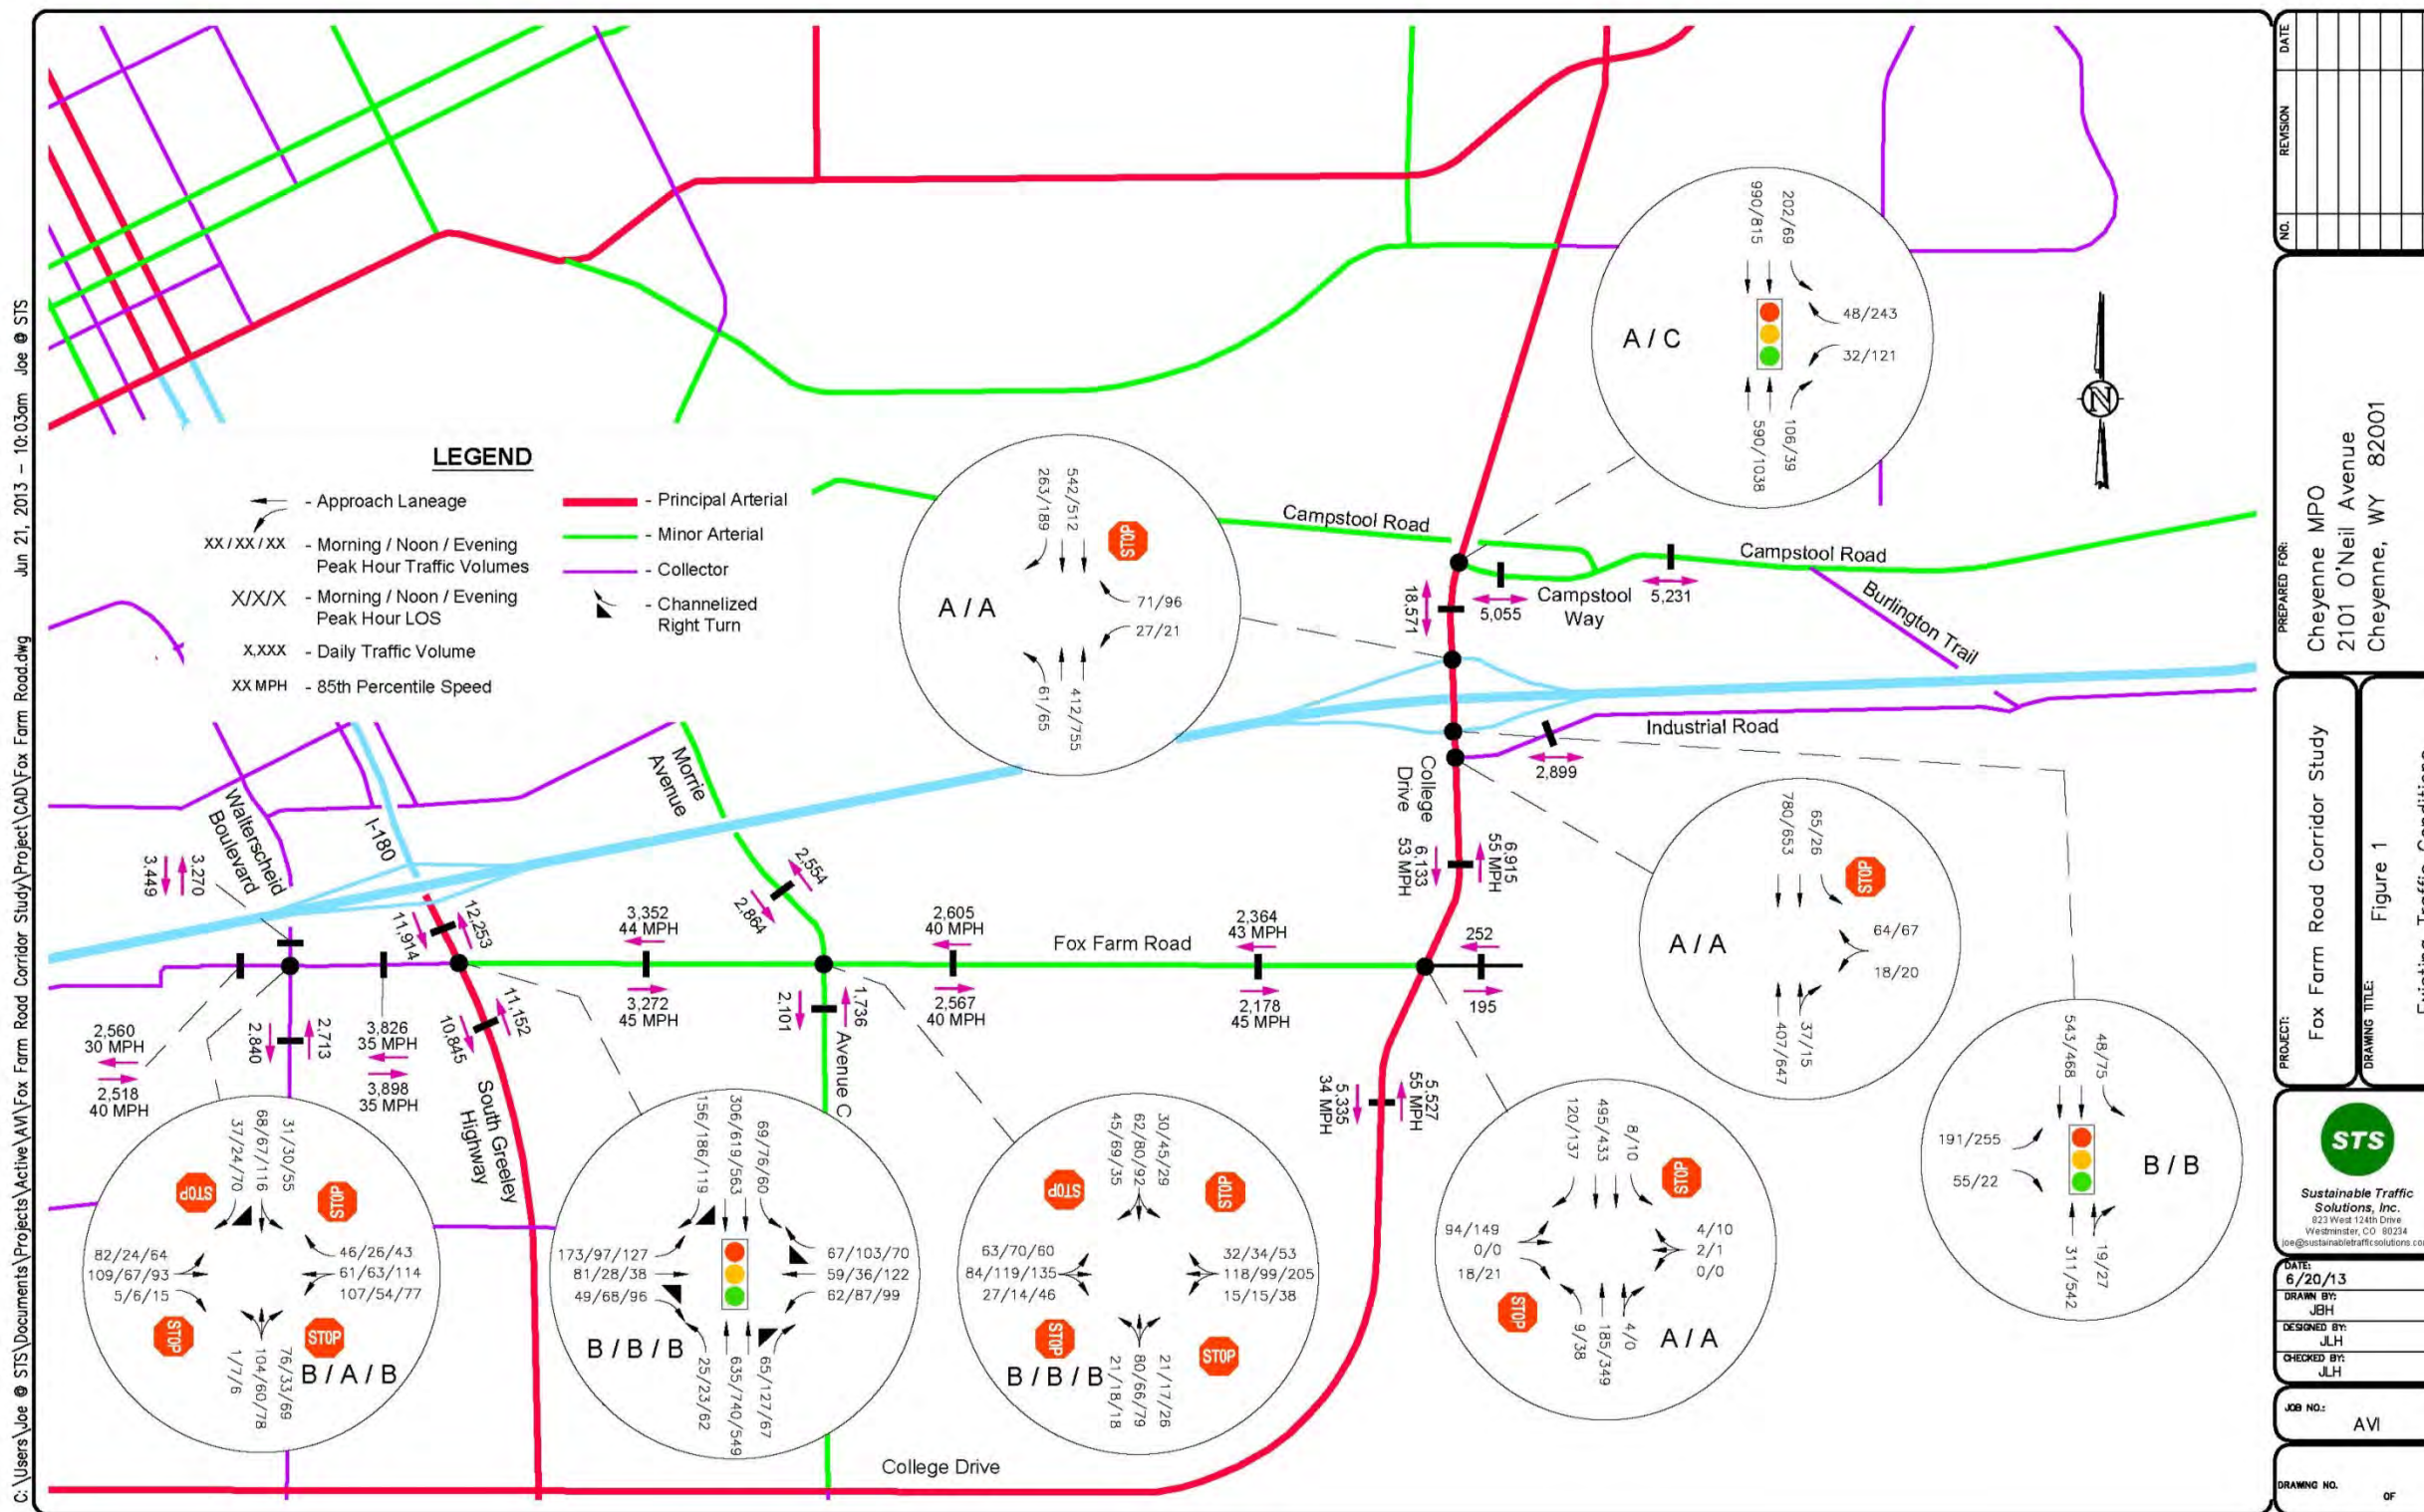 C:\Users\Joe @ STS\Documents\Projects\Active\AVI\Fox Farm Road Corridor Study\Project\CAD\Fox Farm Road.dwg    Jun 21, 2013 - 10:03am    Joe @ STS
LEGEND
- Approach Laneage
XX / XX / XX - Morning / Noon / Evening
Peak Hour Traffic Volumes
X/X/X - Morning / Noon / Evening
Peak Hour LOS
X,XXX - Daily Traffic Volume
XX MPH - 85th Percentile Speed
- Principal Arterial
- Minor Arterial
- Collector
- Channelized
Right Turn
990/815
202/69
A / C
48/243
32/121
590/1038
106/39
N
263/189
542/512
STOP
A / A
71/96
27/21
61/65
412/755
Campstool Road
Campstool Road
18,571
5,055
Campstool
Way
5,231
Burlington Trail
Industrial Road
2,899
College
Drive
6,133
53 MPH
6,915
55 MPH
780/653
65/26
STOP
A / A
64/67
18/20
407/647
37/15
Morrie
Avenue
Walterscheid
Boulevard
I-180
3,449
3,270
11,914
12,253
2,554
2,864
3,352
44 MPH
2,605
40 MPH
Fox Farm Road
2,364
43 MPH
252
3,272
45 MPH
2,101
1,736
2,567
40 MPH
2,178
45 MPH
195
2,560
30 MPH
2,518
40 MPH
2,840
2,713
3,826
35 MPH
3,898
35 MPH
10,845
11,152
South Greeley
Highway
Avenue C
5,335
34 MPH
5,527
55 MPH
37/24/70
68/67/116
31/30/55
STOP
STOP
82/24/64
109/67/93
5/6/15
46/26/43
61/63/114
107/54/77
STOP
STOP
1/7/6
104/60/78
76/33/69
B / A / B
156/186/119
306/619/563
69/76/60
173/97/127
81/28/38
49/68/96
67/103/70
59/36/122
62/87/99
B / B / B
25/23/62
635/740/549
65/127/67
45/69/35
62/80/92
30/45/29
STOP
STOP
63/70/60
84/119/135
27/14/46
32/34/53
118/99/205
15/15/38
STOP
STOP
B / B / B
21/18/18
80/66/79
21/17/26
120/137
495/433
8/10
STOP
94/149
0/0
18/21
4/10
2/1
0/0
STOP
9/38
185/349
4/0
A / A
543/468
48/75
191/255
55/22
B / B
311/542
19/27
College Drive
NO.
REVISION
DATE
PREPARED FOR:
Cheyenne MPO
2101 O'Neil Avenue
Cheyenne, WY 82001
PROJECT:
Fox Farm Road Corridor Study
DRAWING TITLE:
Figure 1
STS
Sustainable Traffic
Solutions, Inc.
823 West 124th Drive
Westminster, CO 80234
joe@sustainabletrafficsolutions.co
DATE:
6/20/13
DRAWN BY:
JBH
DESIGNED BY:
JLH
CHECKED BY:
JLH
JOB NO.:
AVI
DRAWING NO.
OF